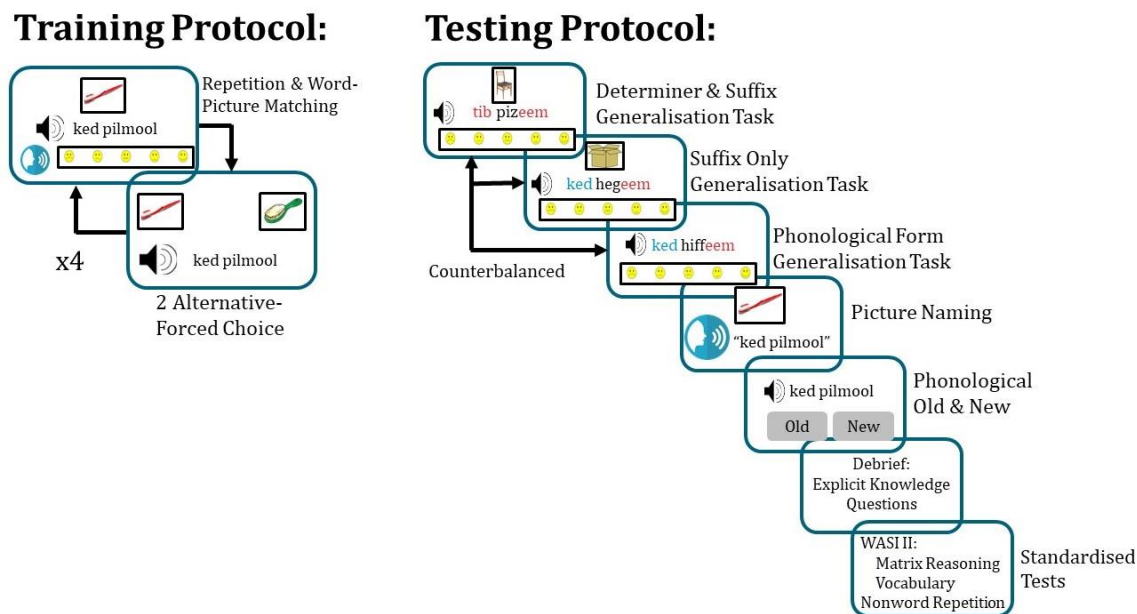 Training Protocol:
Repetition & Word-
Picture Matching
ked pilmool
ked pilmool
x4
2 Alternative-
Forced Choice
Testing Protocol:
tib pizeem
Determiner & Suffix
Generalisation Task
ked hegeem
Suffix Only
Generalisation Task
ked hiffeem
Phonological Form
Generalisation Task
Counterbalanced
"ked pilmool"
Picture Naming
ked pilmool
Old New
Phonological
Old & New
Debrief:
Explicit Knowledge
Questions
WASI II:
Matrix Reasoning
Vocabulary
Nonword Repetition
Standardised
Tests